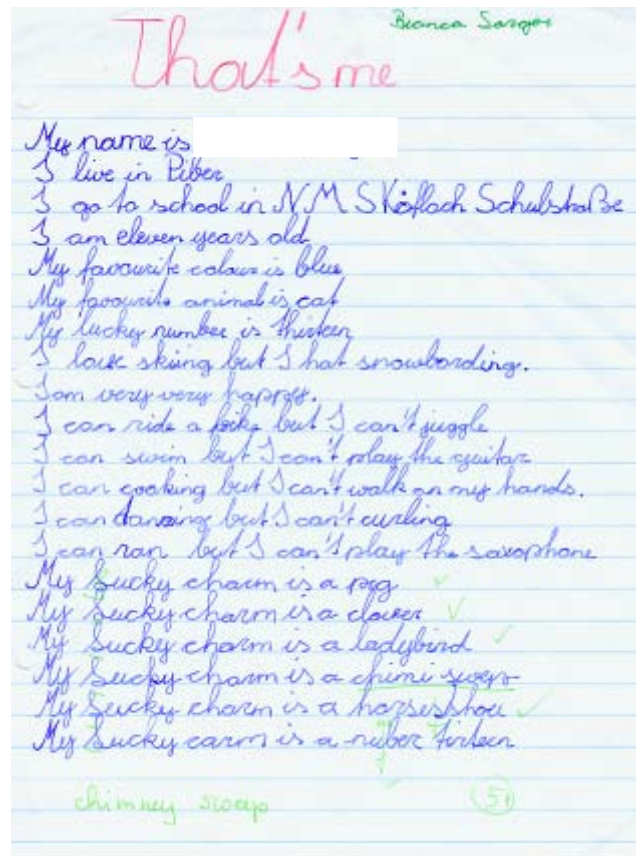 Bianca
That's me
My name is
I live in Piber
I go to school in NMS Köflach Schulstraße
I am eleven years old
My favourite colour is blue
My favourite animal is cat
My lucky number is thirteen
I love skiing but I hat snowbording.
I am very very happy.
I can ride a bike but I can't juggle
I can swim but I can't play the guitar
I can cooking but I can't walk on my hands.
I can dancing but I can't curling
I can ran but I can't play the saxophone
My lucky charm is a pig
My lucky charm is a clover
My lucky charm is a ladybird
My lucky charm is a chimi swep
My lucky charm is a horsesshou
My lucky carm is a nuber firteen
chimney sweep